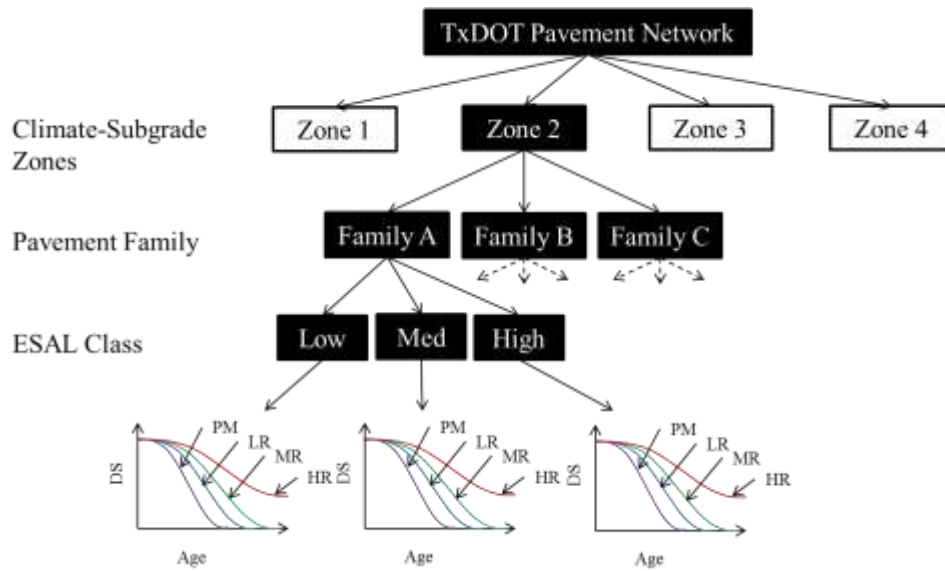 TxDOT Pavement Network
Climate-Subgrade
Zones
Zone 1
Zone 2
Zone 3
Zone 4
Pavement Family
Family A
Family B
Family C
ESAL Class
Low
Med
High
DS
PM
LR
MR
HR
Age
DS
PM
LR
MR
HR
Age
DS
PM
LR
MR
HR
Age